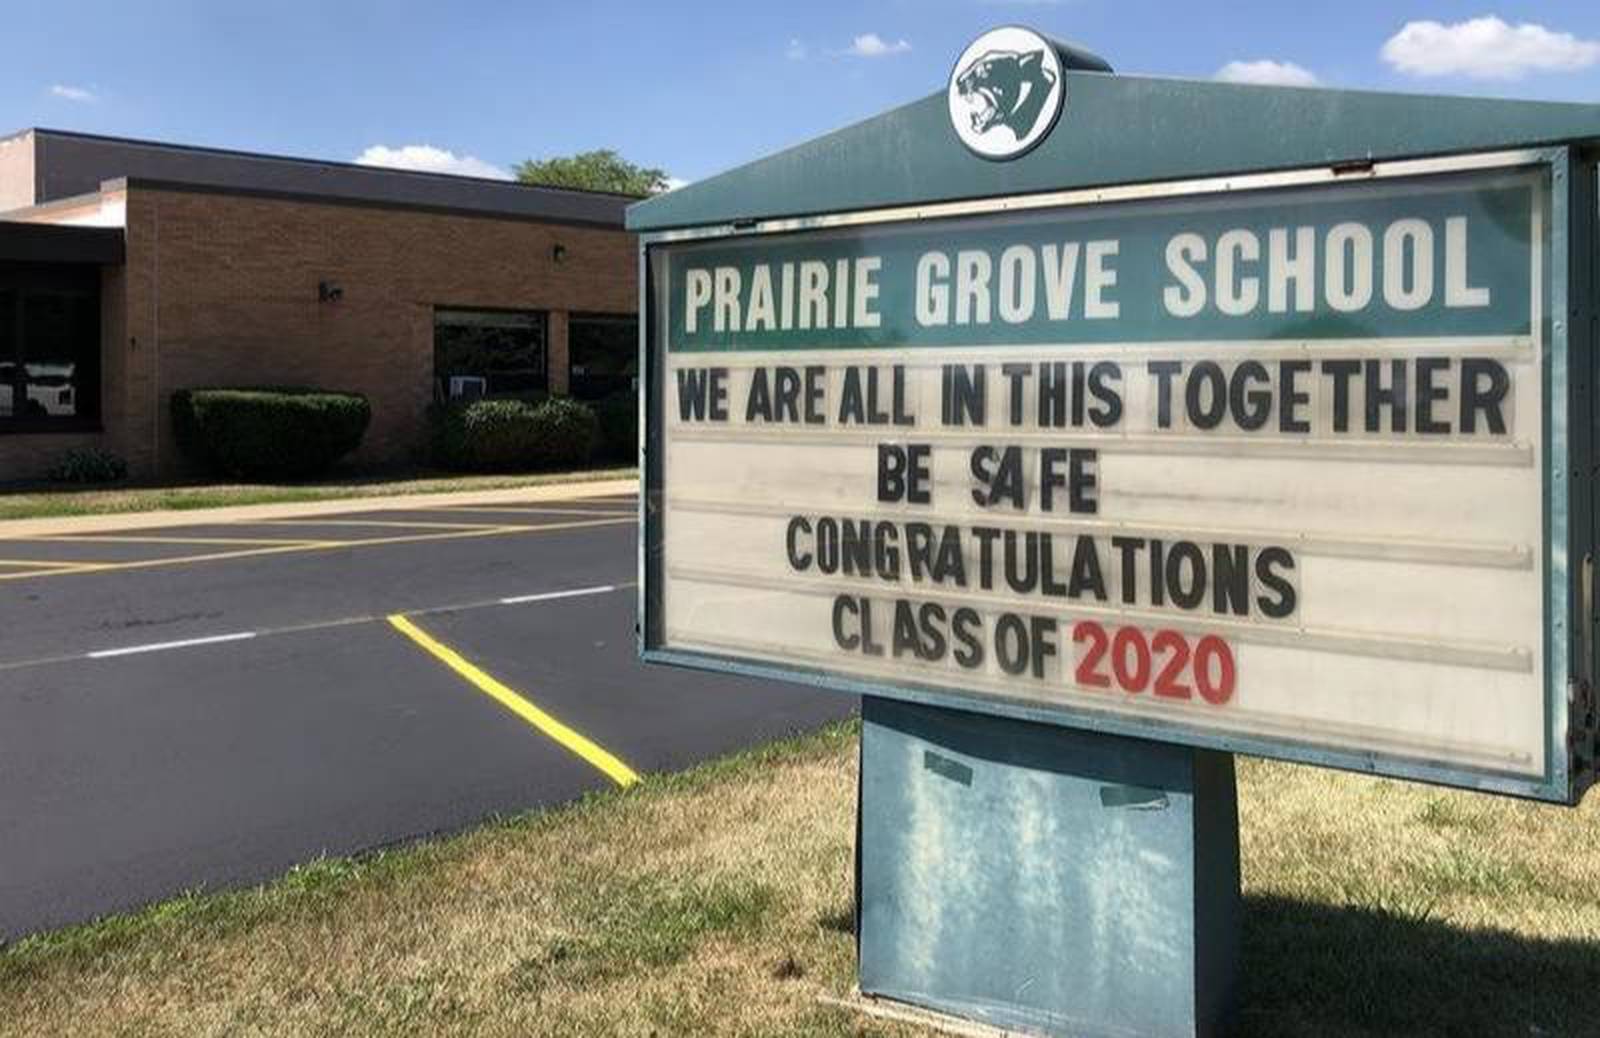 PRAIRIE GROVE SCHOOL
WE ARE ALL IN THIS TOGETHER
BE SAFE
CONGRATULATIONS
CLASS OF 2020